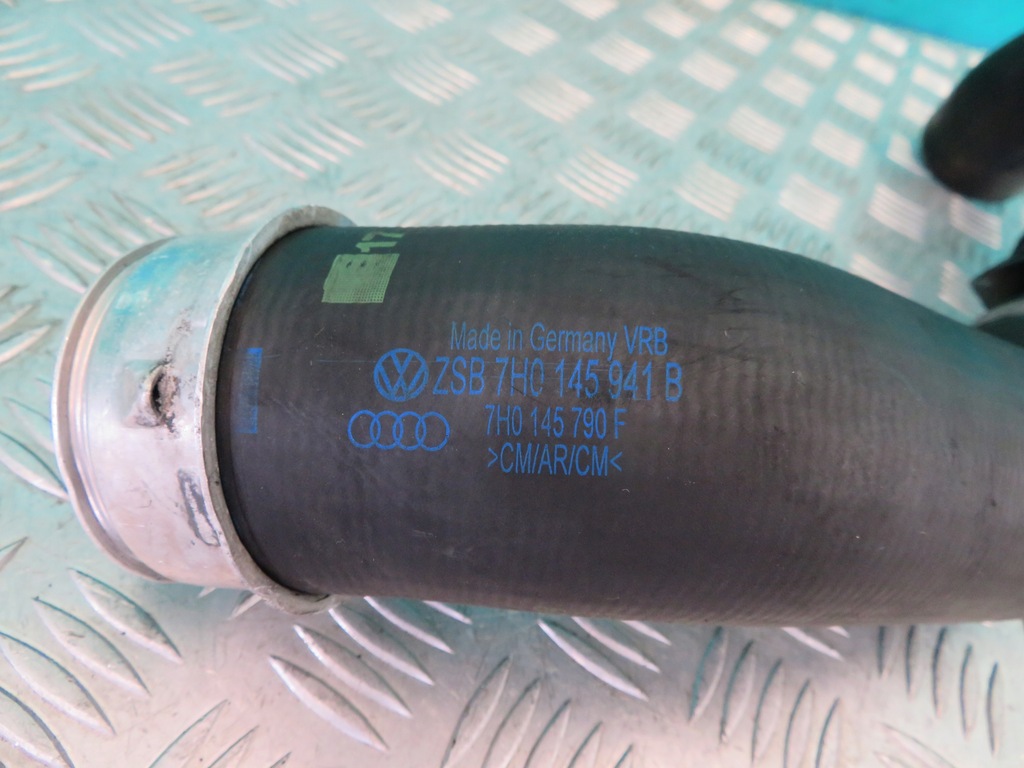 17
Made in Germany VRB
ZSB 7H0 145 941 B
7H0 145 790 F
>CM/AR/CM<